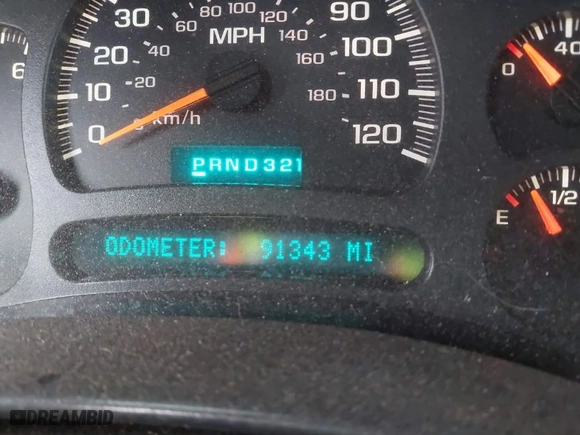 30 80 100 120 90
60 140
MPH
20 40 160 100
10 20 180 110
0 km/h 120
6
0 40
PRND321
E 1/2
ODOMETER: 91343 MI
DREAMBID